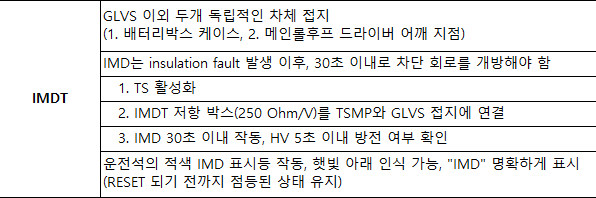 GLVS 이외 두개 독립적인 차체 접지
(1. 배터리박스 케이스, 2. 메인롤후프 드라이버 어깨 지점)
IMDT
IMD는 insulation fault 발생 이후, 30초 이내로 차단 회로를 개방해야 함
1. TS 활성화
2. IMDT 저항 박스(250 Ohm/V)를 TSMP와 GLVS 접지에 연결
3. IMD 30초 이내 작동, HV 5초 이내 방전 여부 확인
운전석의 적색 IMD 표시등 작동, 햇빛 아래 인식 가능, "IMD" 명확하게 표시
(RESET 되기 전까지 점등된 상태 유지)